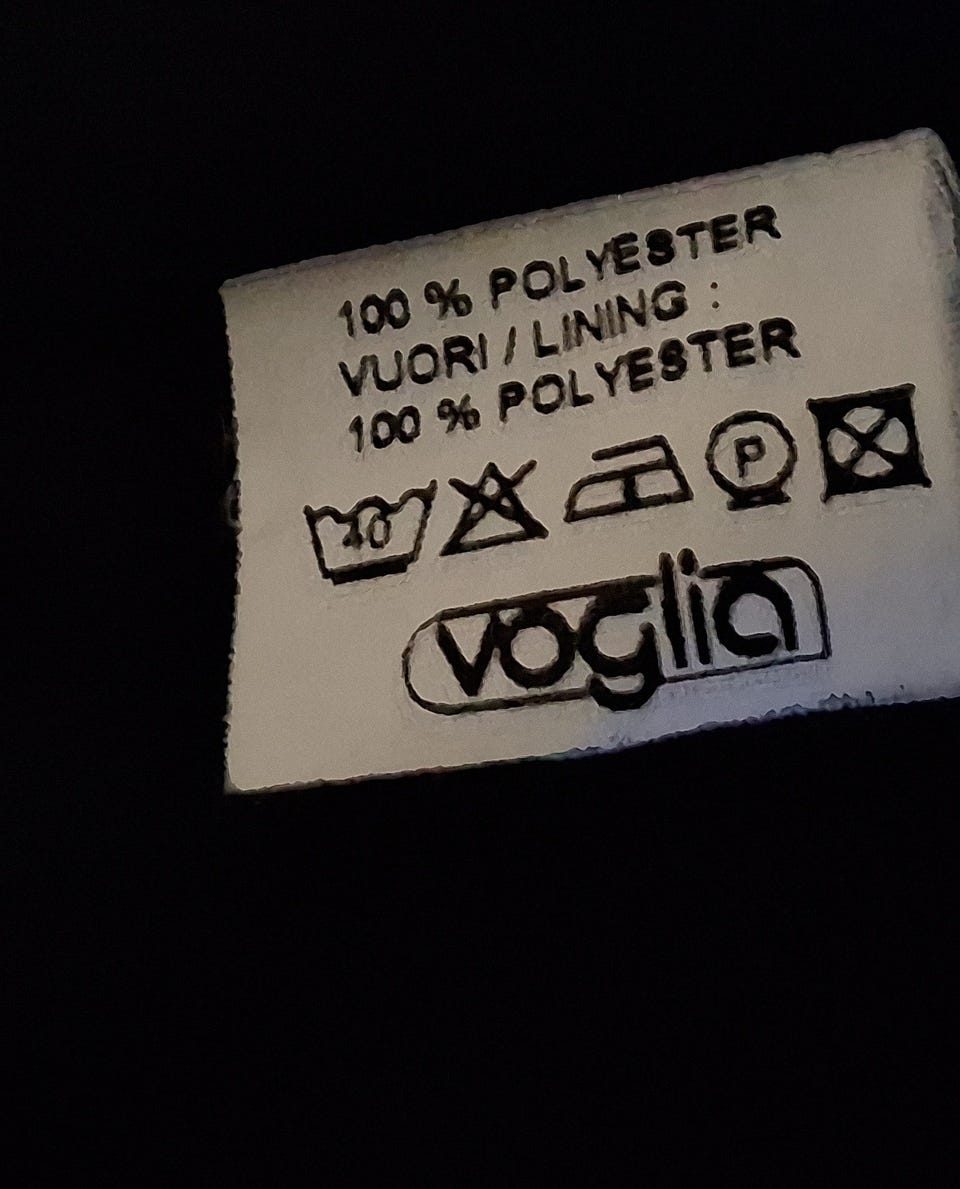 100 % POLYESTER
VUORI / LINING :
100 % POLYESTER
40 P
voglia